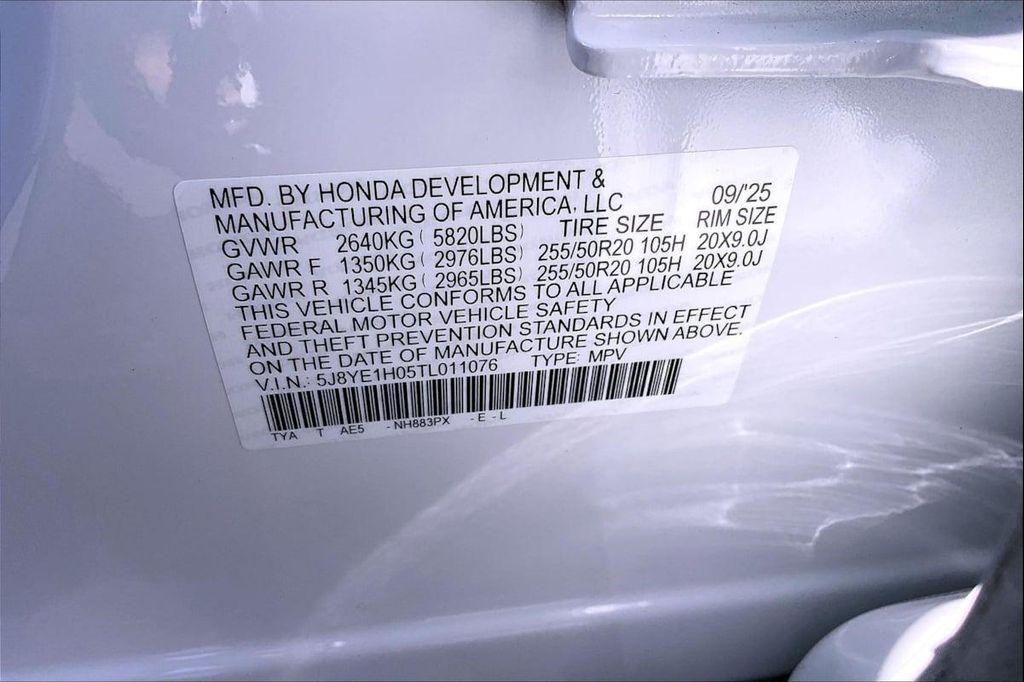 MFD. BY HONDA DEVELOPMENT &
MANUFACTURING OF AMERICA, LLC 09/'25
GVWR 2640KG ( 5820LBS) TIRE SIZE RIM SIZE
GAWR F 1350KG ( 2976LBS) 255/50R20 105H 20X9.0J
GAWR R 1345KG ( 2965LBS) 255/50R20 105H 20X9.0J
THIS VEHICLE CONFORMS TO ALL APPLICABLE
FEDERAL MOTOR VEHICLE SAFETY
AND THEFT PREVENTION STANDARDS IN EFFECT
ON THE DATE OF MANUFACTURE SHOWN ABOVE.
V.I.N.: 5J8YE1H05TL011076 TYPE: MPV
TYA T AE5 - NH883PX - E - L